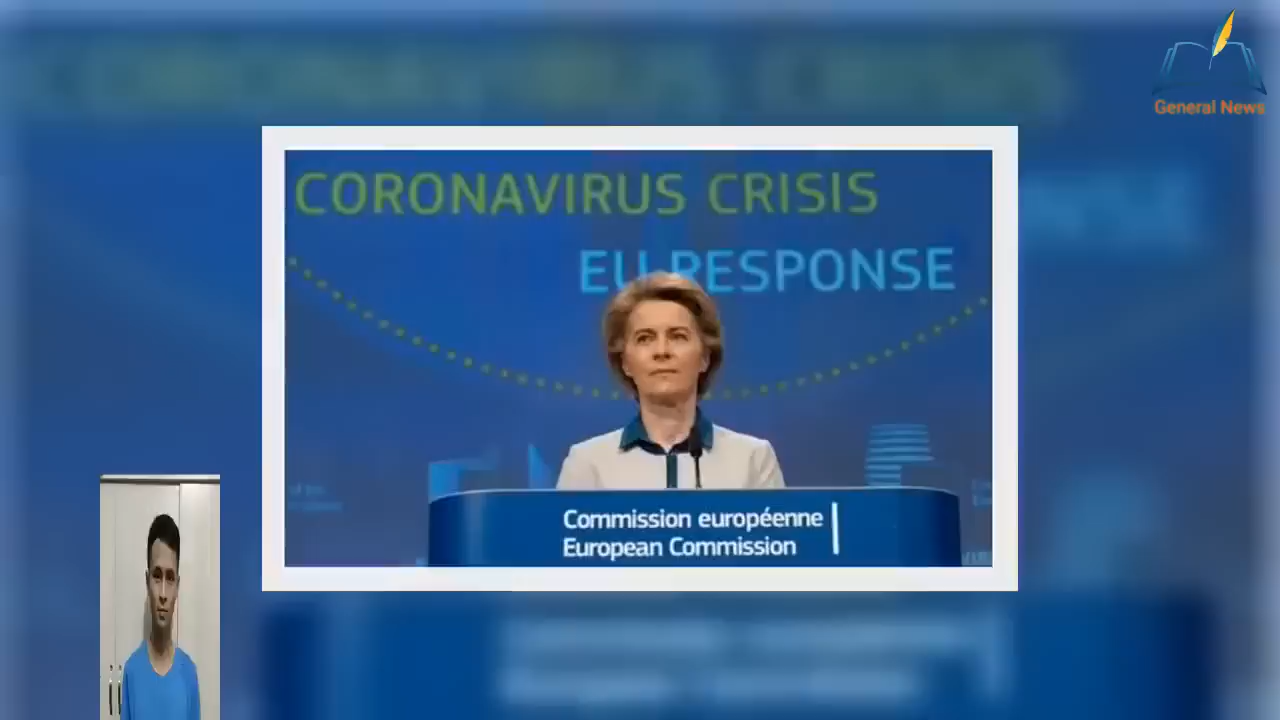 General News
CORONAVIRUS CRISIS
EU RESPONSE
Commission européenne
European Commission